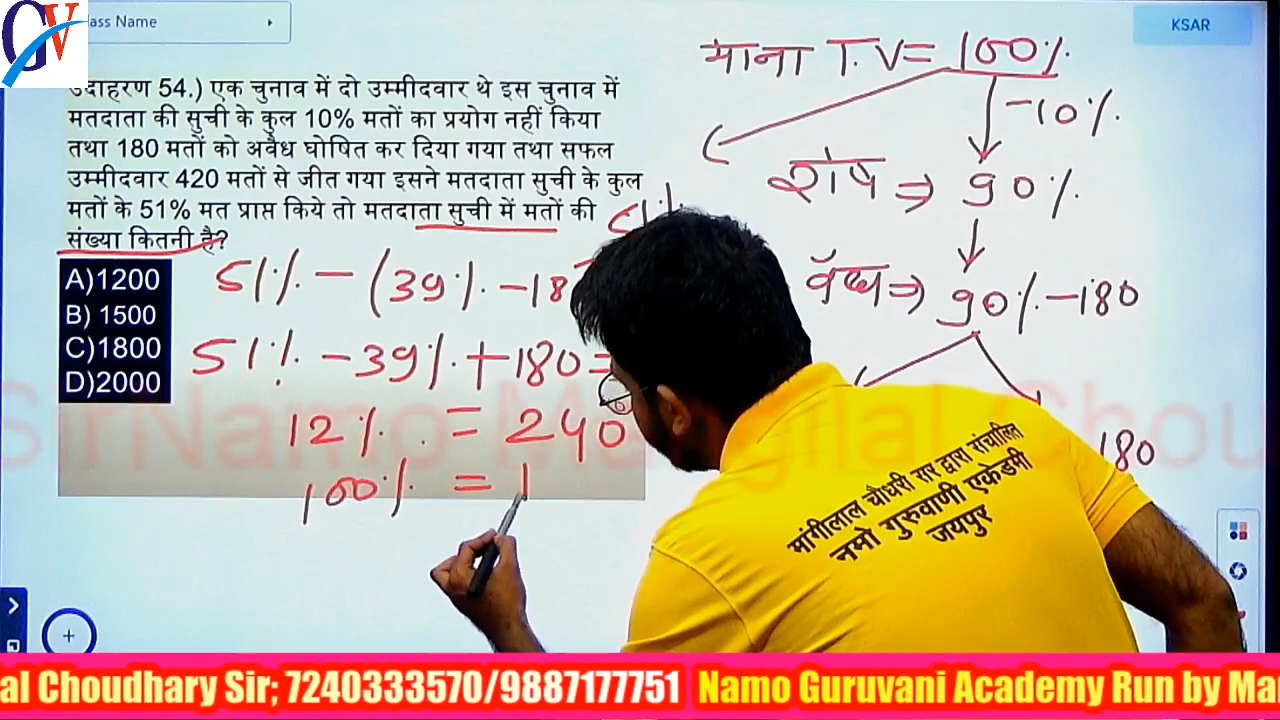 GV
lass Name
KSAR
उदाहरण 54.) एक चुनाव में दो उम्मीदवार थे इस चुनाव में
मतदाता की सुची के कुल 10% मतों का प्रयोग नहीं किया
तथा 180 मतों को अवैध घोषित कर दिया गया तथा सफल
उम्मीदवार 420 मतों से जीत गया इसने मतदाता सुची के कुल
मतों के 51% मत प्राप्त किये तो मतदाता सुची में मतों की
संख्या कितनी है?
A)1200
B) 1500
C)1800
D)2000
51% - (39% - 18
51% - 39% + 180 =
12% = 240
100% = 1
माना T.V = 100%
-10%
शेष ⇒ 90%
51%
वैध ⇒ 90% - 180
180
मांगीलाल चौधरी सर द्वारा संचालित
नमो गुरुवाणी एकेडमी
जयपुर
al Choudhary Sir; 7240333570/9887177751 Namo Guruvani Academy Run by Ma